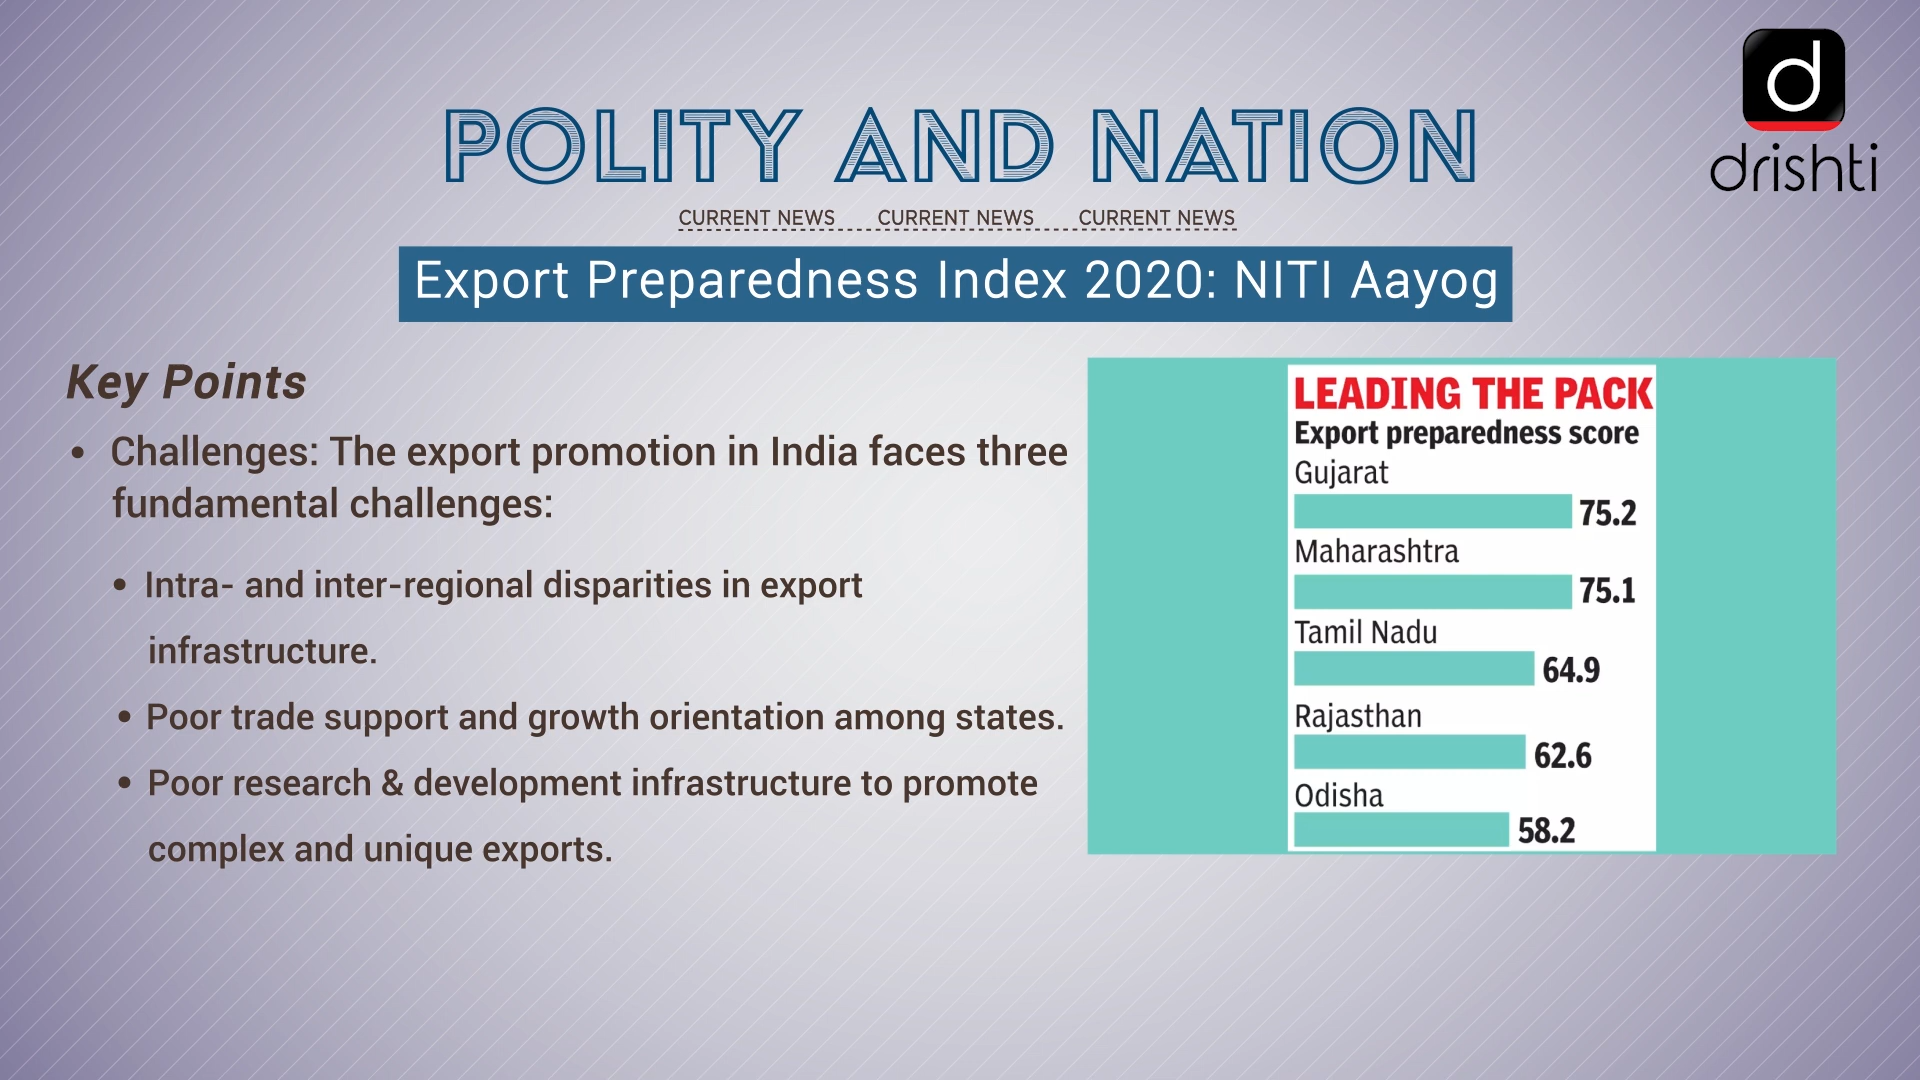 d
drishti
POLITY AND NATION
CURRENT NEWS CURRENT NEWS CURRENT NEWS
Export Preparedness Index 2020: NITI Aayog
Key Points
• Challenges: The export promotion in India faces three
fundamental challenges:
• Intra- and inter-regional disparities in export
infrastructure.
• Poor trade support and growth orientation among states.
• Poor research & development infrastructure to promote
complex and unique exports.
LEADING THE PACK
Export preparedness score
Gujarat
75.2
Maharashtra
75.1
Tamil Nadu
64.9
Rajasthan
62.6
Odisha
58.2